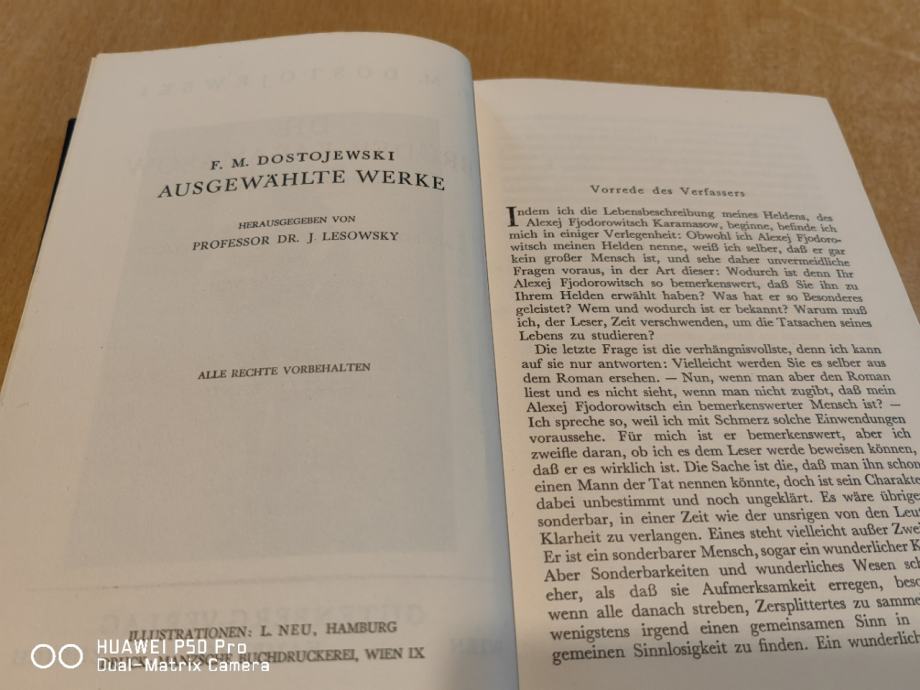 F. M. DOSTOJEWSKI
AUSGEWÄHLTE WERKE
HERAUSGEGEBEN VON
PROFESSOR DR. J. LESOWSKY
ALLE RECHTE VORBEHALTEN
ILLUSTRATIONEN: L. NEU, HAMBURG
BUCHDRUCKEREI, WIEN IX
Vorrede des Verfassers
Indem ich die Lebensbeschreibung meines Heldens, des
Alexej Fjodorowitsch Karamasow, beginne, befinde ich
mich in einiger Verlegenheit: Obwohl ich Alexej Fjodoro-
witsch meinen Helden nenne, weiß ich selber, daß er gar
kein großer Mensch ist, und sehe daher unvermeidliche
Fragen voraus, in der Art dieser: Wodurch ist denn Ihr
Alexej Fjodorowitsch so bemerkenswert, daß Sie ihn zu
Ihrem Helden erwählt haben? Was hat er so Besonderes
geleistet? Wem und wodurch ist er bekannt? Warum muß
ich, der Leser, Zeit verschwenden, um die Tatsachen seines
Lebens zu studieren?
Die letzte Frage ist die verhängnisvollste, denn ich kann
auf sie nur antworten: Vielleicht werden Sie es selber aus
dem Roman ersehen. — Nun, wenn man aber den Roman
liest und es nicht sieht, wenn man nicht zugibt, daß mein
Alexej Fjodorowitsch ein bemerkenswerter Mensch ist? —
Ich spreche so, weil ich mit Schmerz solche Einwendungen
voraussehe. Für mich ist er bemerkenswert, aber ich
zweifle daran, ob ich es dem Leser werde beweisen können,
daß er es wirklich ist. Die Sache ist die, daß man ihn schon
einen Mann der Tat nennen könnte, doch ist sein Charakte
dabei unbestimmt und noch ungeklärt. Es wäre übrige
sonderbar, in einer Zeit wie der unsrigen von den Leut
Klarheit zu verlangen. Eines steht vielleicht außer Zwei
Er ist ein sonderbarer Mensch, sogar ein wunderlicher K
Aber Sonderbarkeiten und wunderliches Wesen sch
eher, als daß sie Aufmerksamkeit erregen, beso
wenn alle danach streben, Zersplittertes zu samme
wenigstens irgend einen gemeinsamen Sinn in
gemeinen Sinnlosigkeit zu finden. Ein wunderlich
HUAWEI P50 Pro
Dual-Matrix Camera